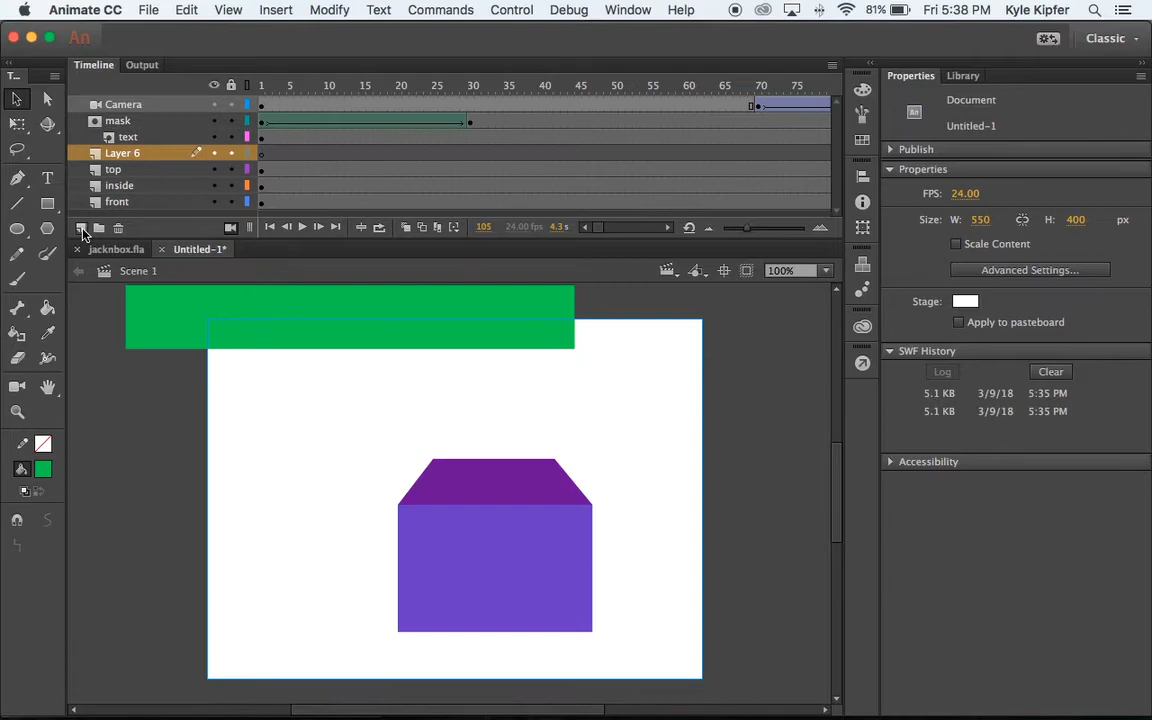 Animate CC File Edit View Insert Modify Text Commands Control Debug Window Help 81% Fri 5:38 PM Kyle Kipfer
An Classic
T... Timeline Output Properties Library
1 5 10 15 20 25 30 35 40 45 50 55 60 65 70 75
Camera An Document
mask Untitled-1
text Publish
Layer 6 Properties
top FPS: 24.00
inside Size: W: 550 H: 400 px
front Scale Content
105 24.00 fps 4.3 s
jacknbox.fla Untitled-1*
Scene 1 100% Advanced Settings...
Stage:
Apply to pasteboard
SWF History
Log Clear
5.1 KB 3/9/18 5:35 PM
5.1 KB 3/9/18 5:35 PM
Accessibility